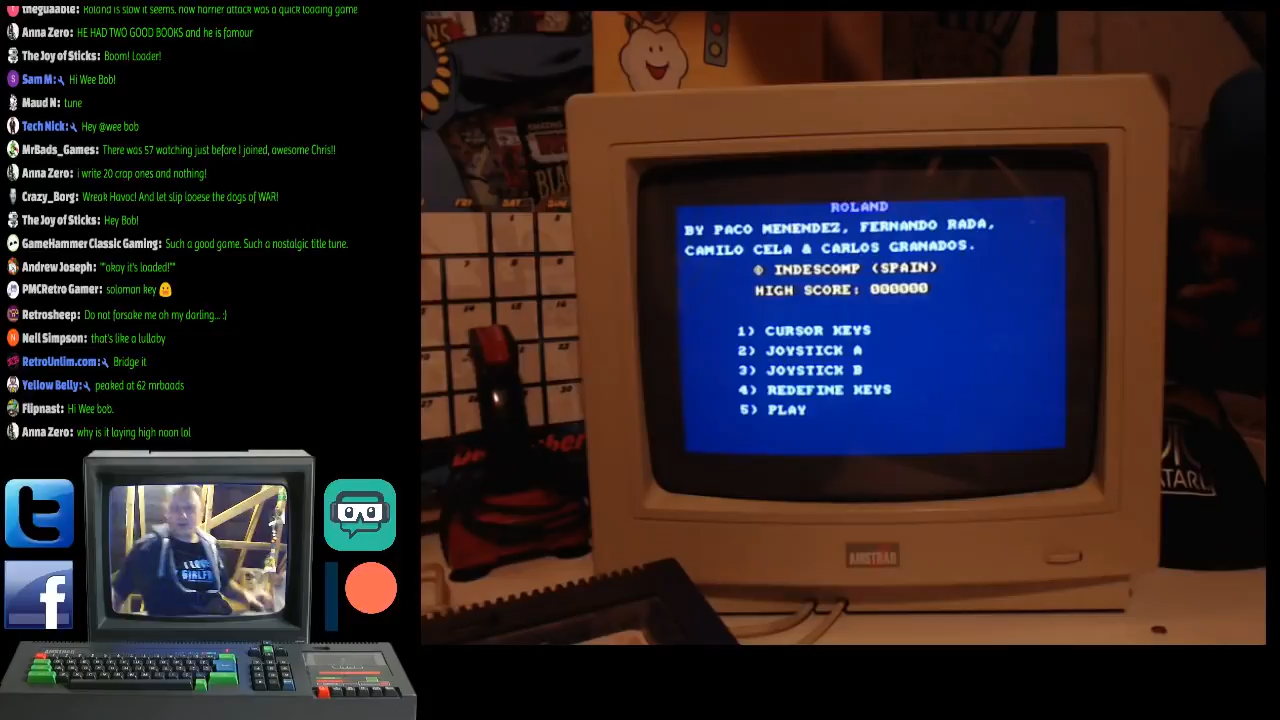 theguabble: Roland is slow it seems, now harrier attack was a quick loading game
Anna Zero: HE HAD TWO GOOD BOOKS and he is famour
The Joy of Sticks: Boom! Loader!
Sam M: Hi Wee Bob!
Maud N: tune
Tech Nick: Hey @wee bob
MrBads_Games: There was 57 watching just before I joined, awesome Chris!!
Anna Zero: i write 20 crap ones and nothing!
Crazy_Borg: Wreak Havoc! And let slip looese the dogs of WAR!
The Joy of Sticks: Hey Bob!
GameHammer Classic Gaming: Such a good game. Such a nostalgic title tune.
Andrew Joseph: "*okay it's loaded!*"
PMCRetro Gamer: solomon key
Retrosheep: Do not forsake me oh my darling... :)
Neil Simpson: that's like a lullaby
RetroUnlim.com: Bridge it
Yellow Belly: peaked at 62 mrbaads
Flipnast: Hi Wee bob.
Anna Zero: why is it laying high noon lol
ROLAND
BY PACO MENENDEZ, FERNANDO RADA,
CAMILO CELA & CARLOS GRANADOS.
© INDESCOMP (SPAIN)
HIGH SCORE: 000000
1) CURSOR KEYS
2) JOYSTICK A
3) JOYSTICK B
4) REDEFINE KEYS
5) PLAY
AMSTRAD
ATARI
FRI
SAT